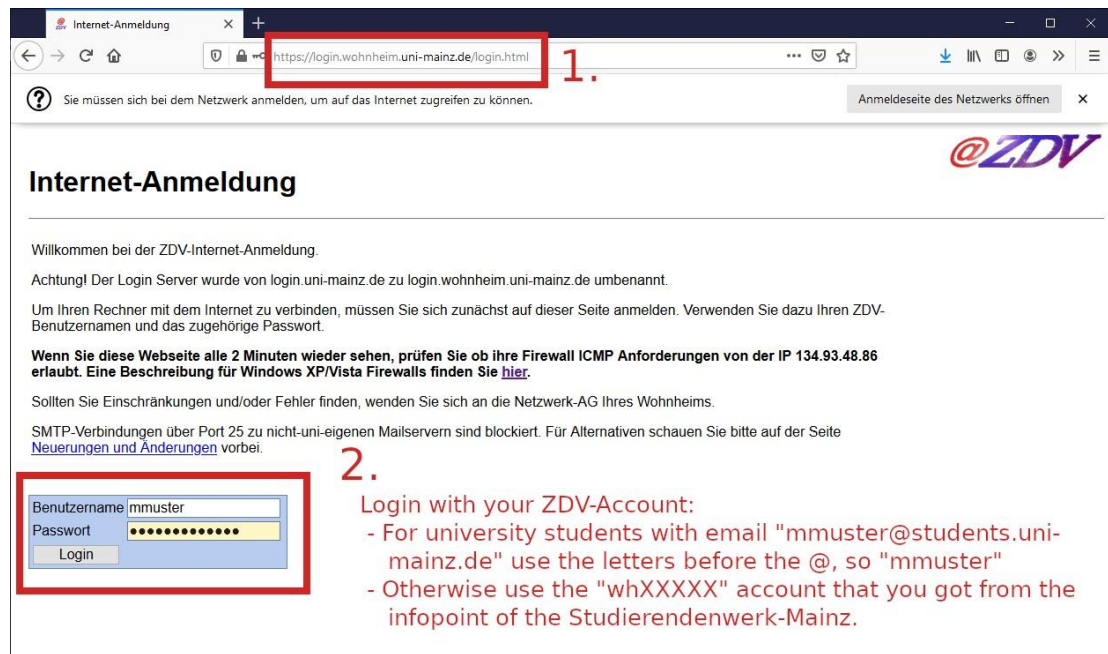 ZDV Internet-Anmeldung
https://login.wohnheim.uni-mainz.de/login.html
1.
Sie müssen sich bei dem Netzwerk anmelden, um auf das Internet zugreifen zu können.
Anmeldeseite des Netzwerks öffnen
@ZDV
Internet-Anmeldung
Willkommen bei der ZDV-Internet-Anmeldung.
Achtung! Der Login Server wurde von login.uni-mainz.de zu login.wohnheim.uni-mainz.de umbenannt.
Um Ihren Rechner mit dem Internet zu verbinden, müssen Sie sich zunächst auf dieser Seite anmelden. Verwenden Sie dazu Ihren ZDV-
Benutzernamen und das zugehörige Passwort.
Wenn Sie diese Webseite alle 2 Minuten wieder sehen, prüfen Sie ob ihre Firewall ICMP Anforderungen von der IP 134.93.48.86
erlaubt. Eine Beschreibung für Windows XP/Vista Firewalls finden Sie hier.
Sollten Sie Einschränkungen und/oder Fehler finden, wenden Sie sich an die Netzwerk-AG Ihres Wohnheims.
SMTP-Verbindungen über Port 25 zu nicht-uni-eigenen Mailservern sind blockiert. Für Alternativen schauen Sie bitte auf der Seite
Neuerungen und Änderungen vorbei.
2.
Benutzername mmuster
Passwort
Login
Login with your ZDV-Account:
- For university students with email "mmuster@students.uni-
mainz.de" use the letters before the @, so "mmuster"
- Otherwise use the "whXXXXX" account that you got from the
infopoint of the Studierendenwerk-Mainz.